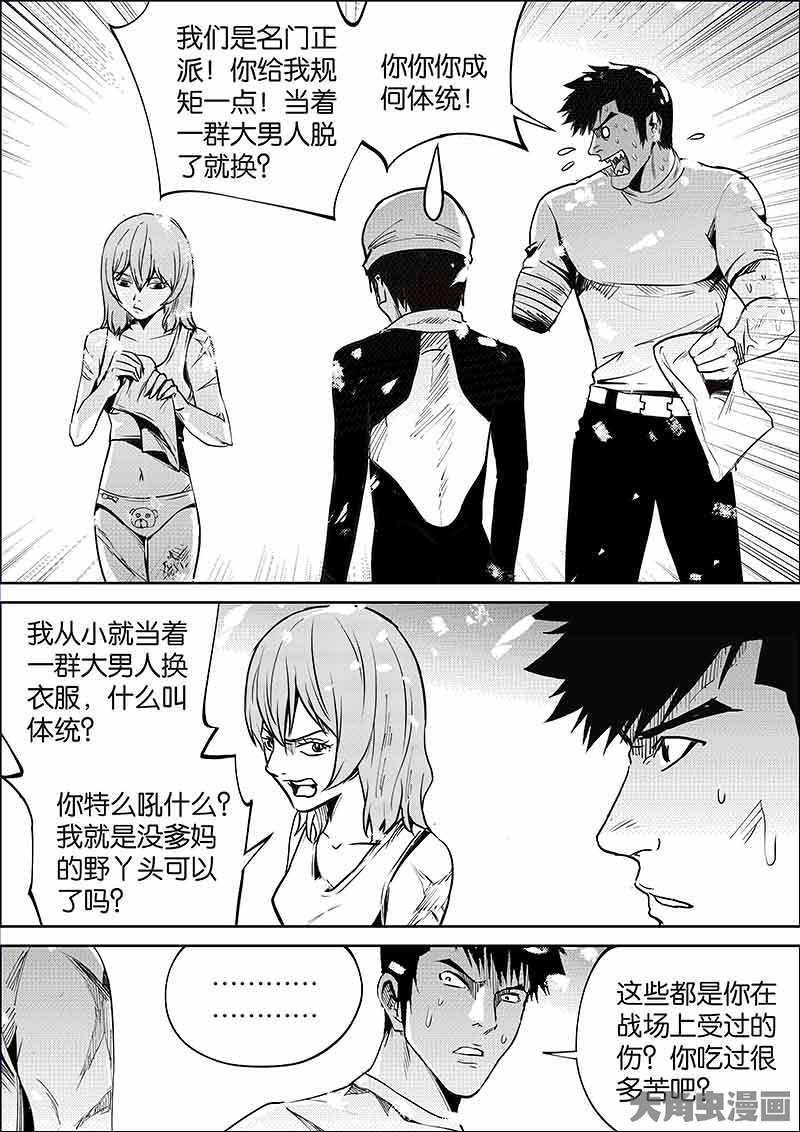 我们是名门正
派！你给我规
矩一点！当着
一群大男人脱
了就换？
你你你成
何体统！
我从小就当着
一群大男人换
衣服，什么叫
体统？
你特么吼什么？
我就是没爹妈
的野丫头可以
了吗？
…………
…………
这些都是你在
战场上受过的
伤？你吃过很
多苦吧？
大角虫漫画